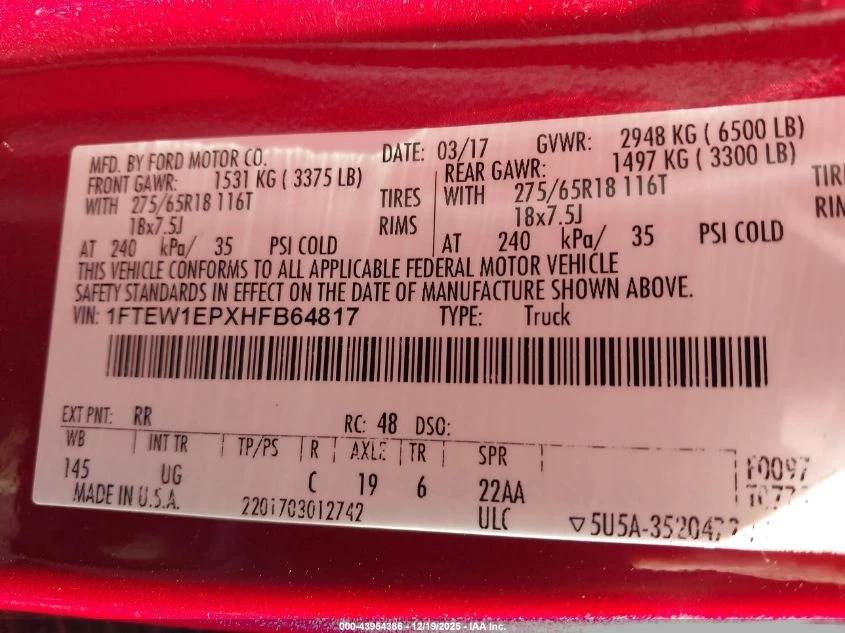 MFD. BY FORD MOTOR CO. DATE: 03/17 GVWR: 2948 KG ( 6500 LB)
FRONT GAWR: 1531 KG ( 3375 LB) REAR GAWR: 1497 KG ( 3300 LB)
WITH 275/65R18 116T TIRES WITH 275/65R18 116T TIR
18x7.5J RIMS 18x7.5J RIM
AT 240 kPa/ 35 PSI COLD AT 240 kPa/ 35 PSI COLD
THIS VEHICLE CONFORMS TO ALL APPLICABLE FEDERAL MOTOR VEHICLE
SAFETY STANDARDS IN EFFECT ON THE DATE OF MANUFACTURE SHOWN ABOVE.
VIN: 1FTEW1EPXHFB64817 TYPE: Truck
EXT PNT: RR RC: 48 DSO:
WB INT TR TP/PS R AXLE TR SPR
145 UG C 19 6 22AA
MADE IN U.S.A. 2201703012742 ULC
000-43954386 - 12/19/2025 - IAA Inc.